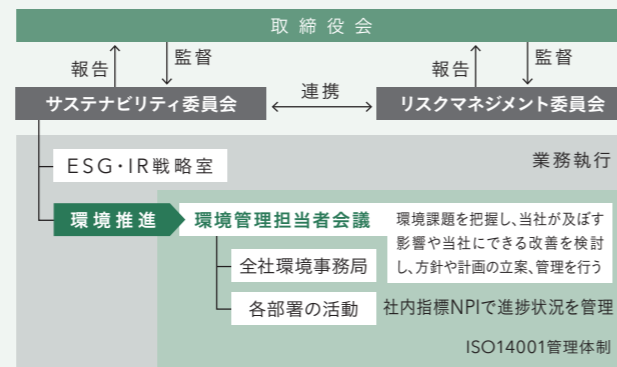 取締役会
報告
監督
報告
監督
サステナビリティ委員会
連携
リスクマネジメント委員会
業務執行
ESG・IR戦略室
環境推進
環境管理担当者会議
環境課題を把握し、当社が及ぼす
影響や当社にできる改善を検討
し、方針や計画の立案、管理を行う
全社環境事務局
各部署の活動
社内指標NPIで進捗状況を管理
ISO14001管理体制